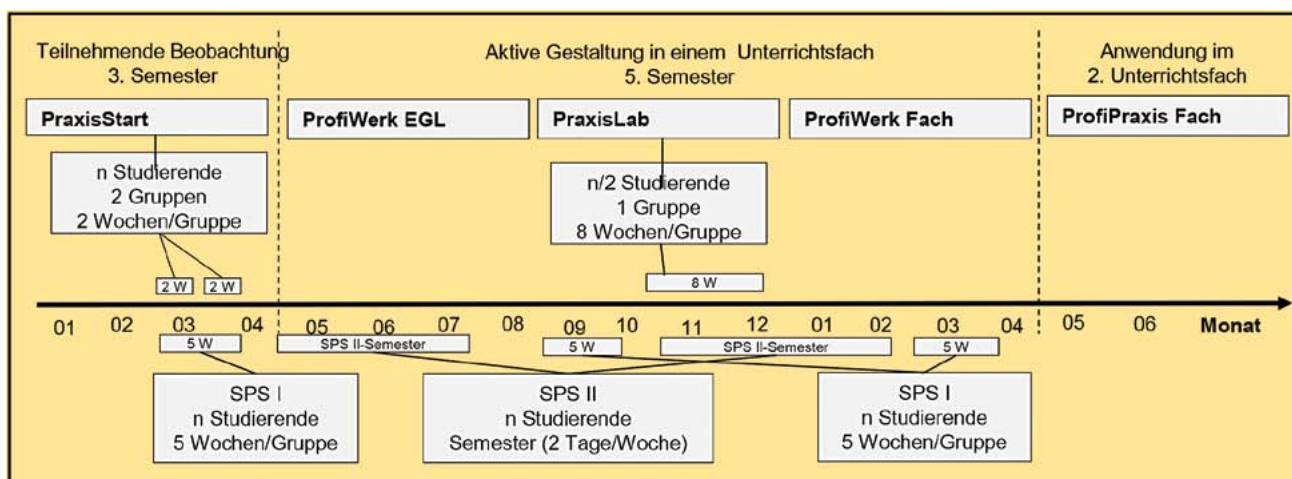 Teilnehmende Beobachtung
3. Semester
Aktive Gestaltung in einem Unterrichtsfach
5. Semester
Anwendung im
2. Unterrichtsfach
PraxisStart
ProfiWerk EGL
PraxisLab
ProfiWerk Fach
ProfiPraxis Fach
n Studierende
2 Gruppen
2 Wochen/Gruppe
n/2 Studierende
1 Gruppe
8 Wochen/Gruppe
2 W
2 W
8 W
01 02 03 04 05 06 07 08 09 10 11 12 01 02 03 04 05 06 Monat
5 W
SPS II-Semester
5 W
SPS II-Semester
5 W
SPS I
n Studierende
5 Wochen/Gruppe
SPS II
n Studierende
Semester (2 Tage/Woche)
SPS I
n Studierende
5 Wochen/Gruppe